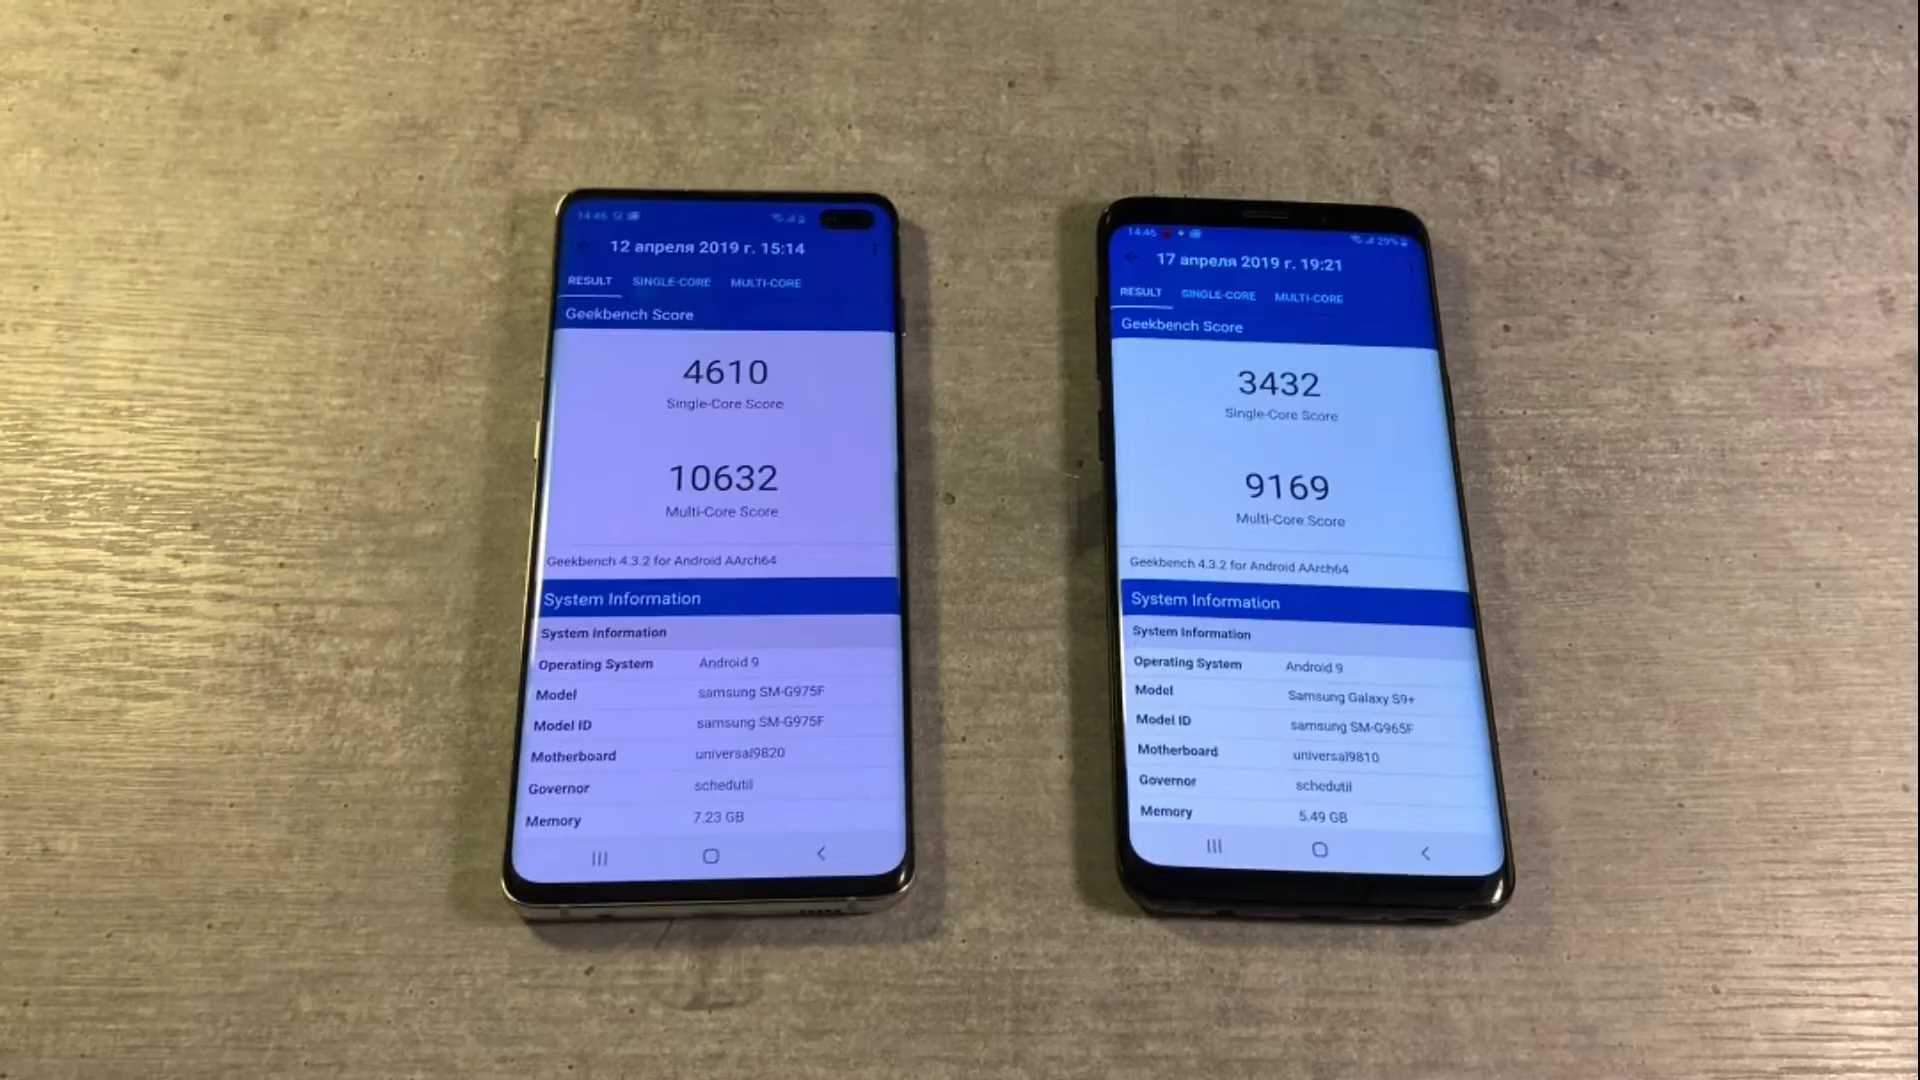 14:46
12 апреля 2019 г. 15:14
RESULT SINGLE-CORE MULTI-CORE
Geekbench Score
4610
Single-Core Score
10632
Multi-Core Score
Geekbench 4.3.2 for Android AArch64
System Information
System Information
Operating System Android 9
Model samsung SM-G975F
Model ID samsung SM-G975F
Motherboard universal9820
Governor schedutil
Memory 7.23 GB
14:46 29%
17 апреля 2019 г. 19:21
RESULT SINGLE-CORE MULTI-CORE
Geekbench Score
3432
Single-Core Score
9169
Multi-Core Score
Geekbench 4.3.2 for Android AArch64
System Information
System Information
Operating System Android 9
Model Samsung Galaxy S9+
Model ID samsung SM-G965F
Motherboard universal9810
Governor schedutil
Memory 5.49 GB